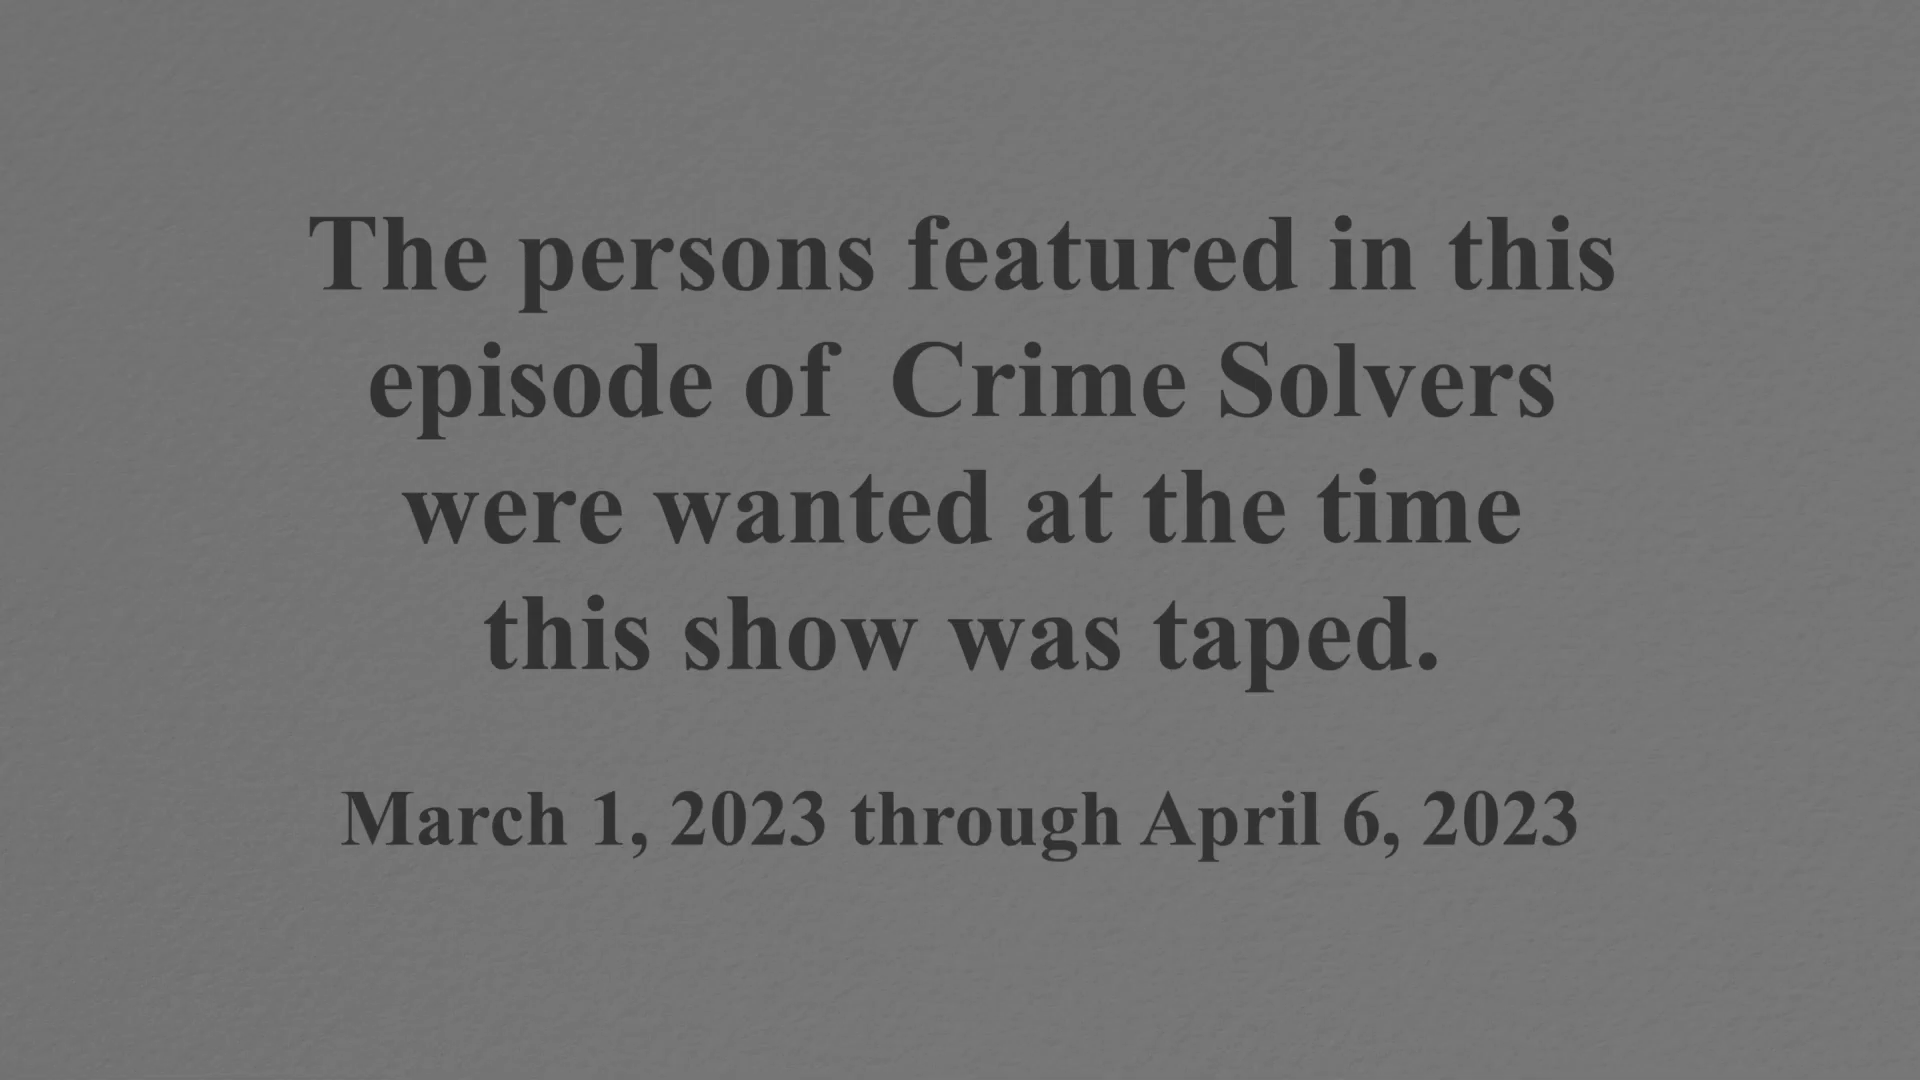 The persons featured in this
episode of  Crime Solvers
were wanted at the time
this show was taped.
March 1, 2023 through April 6, 2023